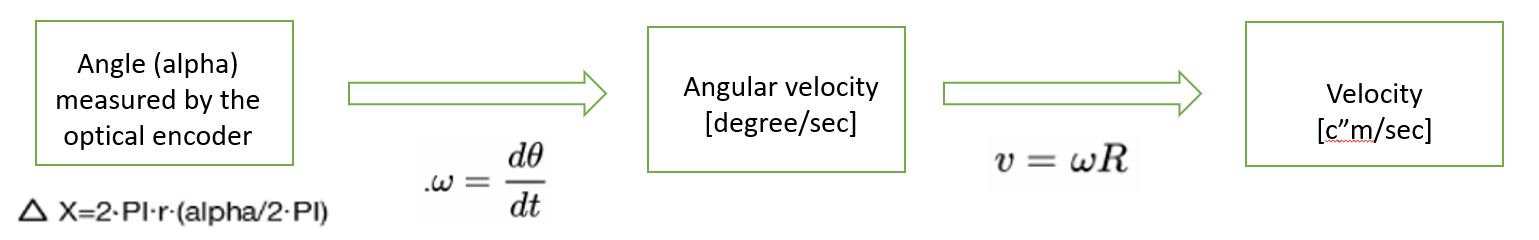 Angle (alpha)
measured by the
optical encoder
△ X=2·PI·r·(alpha/2·PI)
.ω = dθ/dt
Angular velocity
[degree/sec]
v = ωR
Velocity
[c”m/sec]